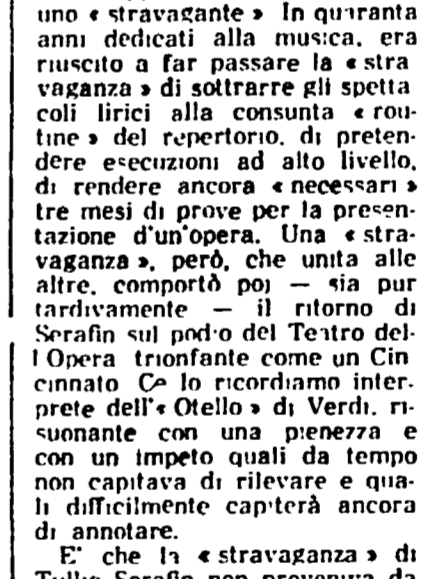 uno « stravagante » In quaranta
anni dedicati alla musica, era
riuscito a far passare la « stra
vaganza » di sottrarre gli spetta
coli lirici alla consunta « rou-
tine » del repertorio, di preten-
dere esecuzioni ad alto livello,
di rendere ancora « necessari »
tre mesi di prove per la presen-
tazione d'un'opera. Una « stra-
vaganza », però, che unita alle
altre, comportò poi — sia pur
tardivamente — il ritorno di
Serafin sul podio del Teatro del-
l'Opera trionfante come un Cin
cinnato Ce lo ricordiamo inter-
prete dell'« Otello » di Verdi, ri-
suonante con una pienezza e
con un impeto quali da tempo
non capitava di rilevare e qua-
li difficilmente capiterà ancora
di annotare.
E' che la « stravaganza » di
Tullio Serafin non proveniva da